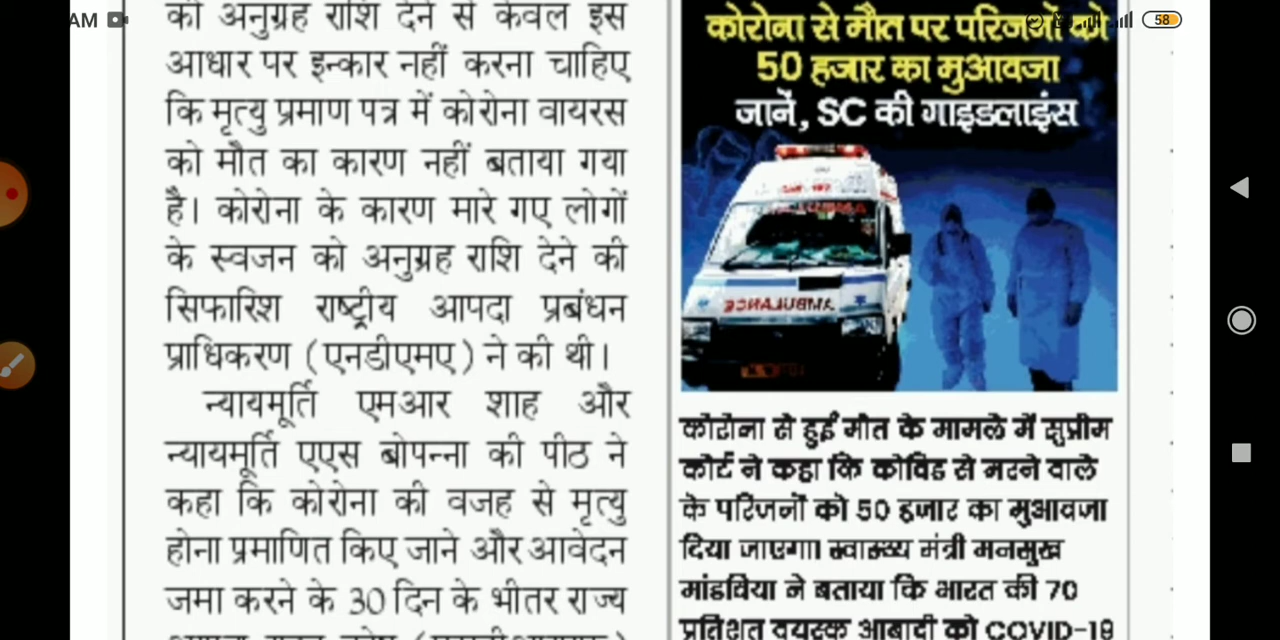 AM
58
को अनुग्रह राशि देने से केवल इस
आधार पर इन्कार नहीं करना चाहिए
कि मृत्यु प्रमाण पत्र में कोरोना वायरस
को मौत का कारण नहीं बताया गया
है। कोरोना के कारण मारे गए लोगों
के स्वजन को अनुग्रह राशि देने की
सिफारिश राष्ट्रीय आपदा प्रबंधन
प्राधिकरण (एनडीएमए) ने की थी।
न्यायमूर्ति एमआर शाह और
न्यायमूर्ति एएस बोपन्ना की पीठ ने
कहा कि कोरोना की वजह से मृत्यु
होना प्रमाणित किए जाने और आवेदन
जमा करने के 30 दिन के भीतर राज्य
कोरोना से मौत पर परिजनों को
50 हजार का मुआवजा
जानें, SC की गाइडलाइंस
कोरोना से हुई मौत के मामले में सुप्रीम
कोर्ट ने कहा कि कोविड से मरने वाले
के परिजनों को 50 हजार का मुआवजा
दिया जाएगा। स्वास्थ्य मंत्री मनसुख
मांडविया ने बताया कि भारत की 70
प्रतिशत वयस्क आबादी को COVID-19